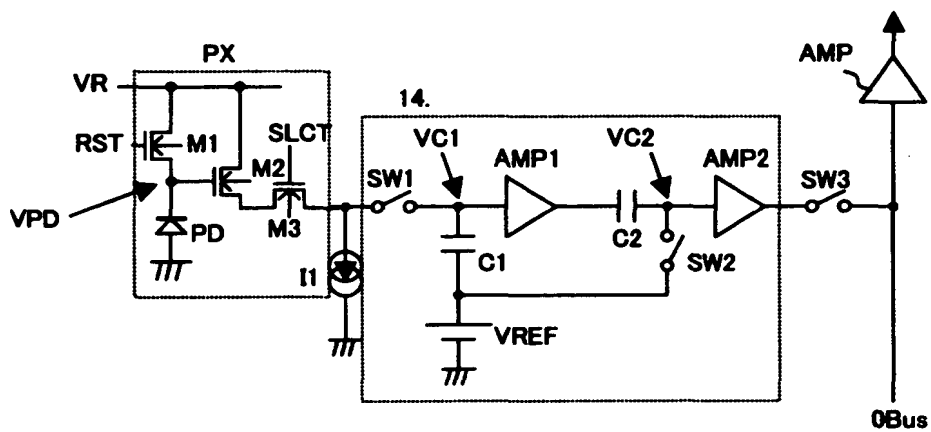 PX
AMP
VR
14.
RST
M1
SLCT
VC1
VC2
AMP1
AMP2
M2
SW1
SW3
VPD
M3
PD
C1
C2
SW2
I1
VREF
0Bus